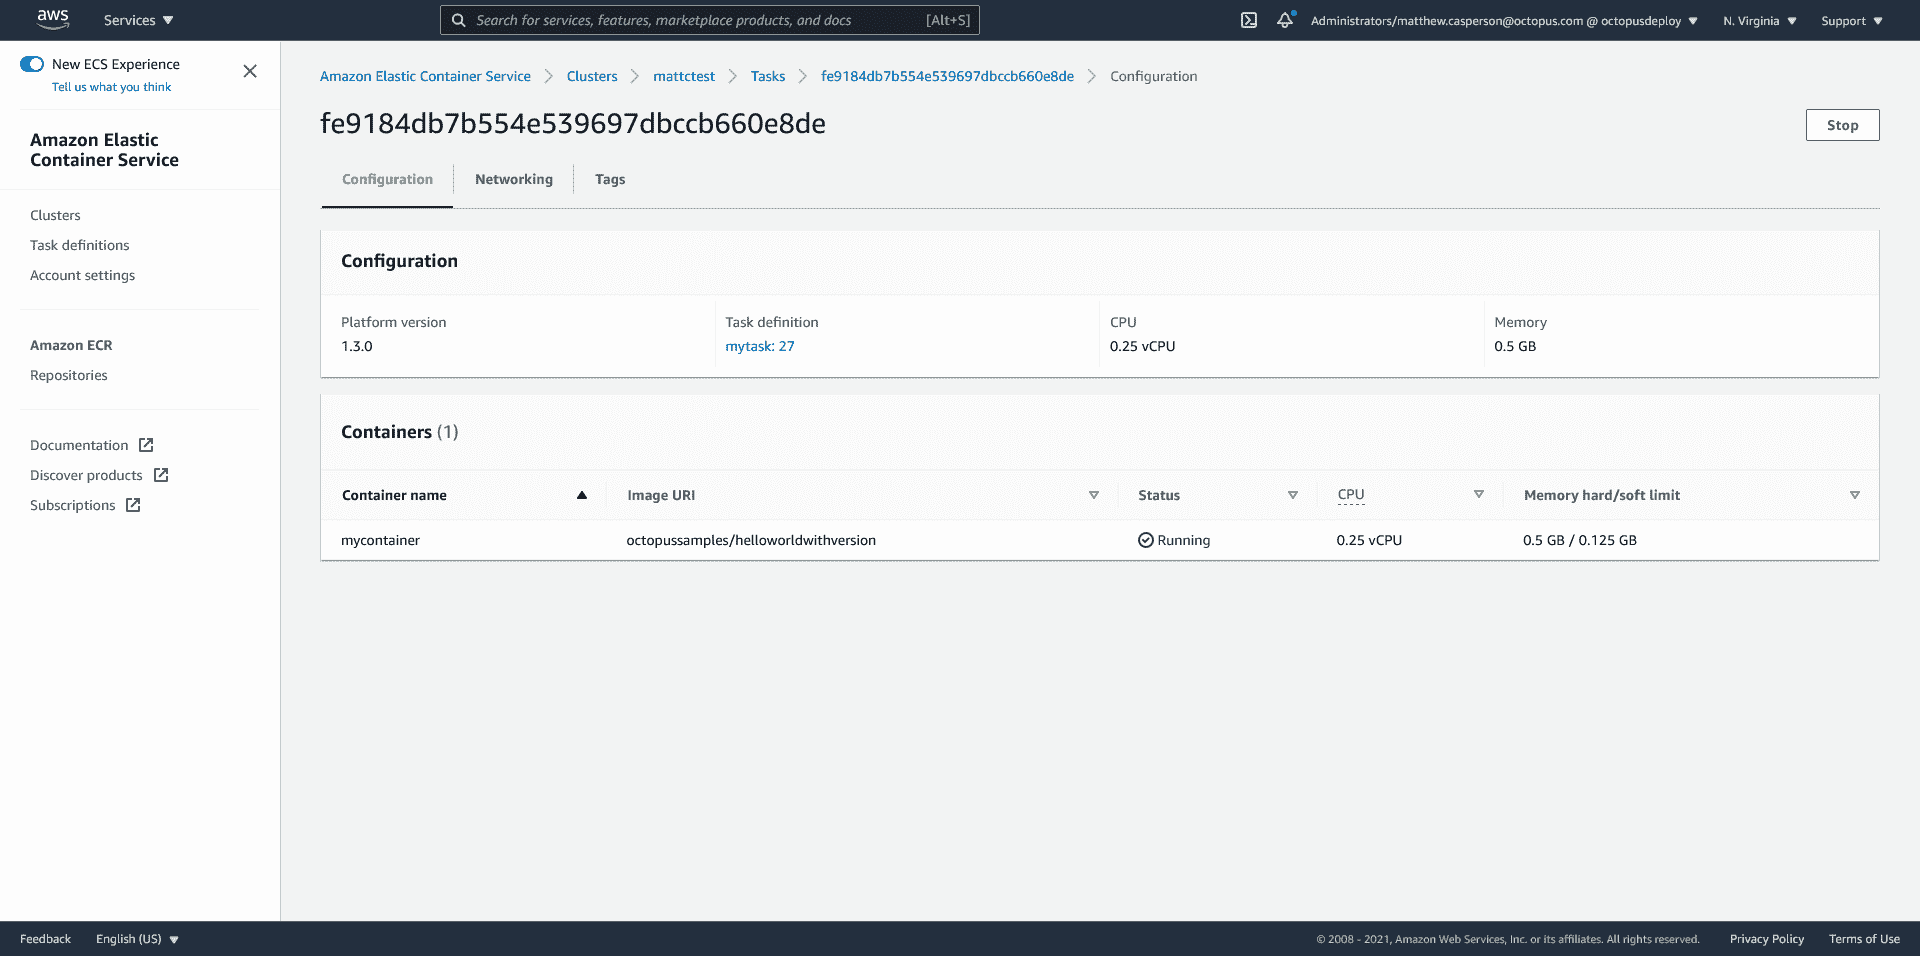 aws
Services
Search for services, features, marketplace products, and docs [Alt+S]
Administrators/matthew.casperson@octopus.com @ octopusdeploy
N. Virginia
Support
New ECS Experience
Tell us what you think
Amazon Elastic
Container Service
Clusters
Task definitions
Account settings
Amazon ECR
Repositories
Documentation
Discover products
Subscriptions
Amazon Elastic Container Service
Clusters
mattctest
Tasks
fe9184db7b554e539697dbccb660e8de
Configuration
fe9184db7b554e539697dbccb660e8de
Stop
Configuration
Networking
Tags
Configuration
Platform version
1.3.0
Task definition
mytask: 27
CPU
0.25 vCPU
Memory
0.5 GB
Containers (1)
Container name
Image URI
Status
CPU
Memory hard/soft limit
mycontainer
octopussamples/helloworldwithversion
Running
0.25 vCPU
0.5 GB / 0.125 GB
Feedback
English (US)
© 2008 - 2021, Amazon Web Services, Inc. or its affiliates. All rights reserved.
Privacy Policy
Terms of Use